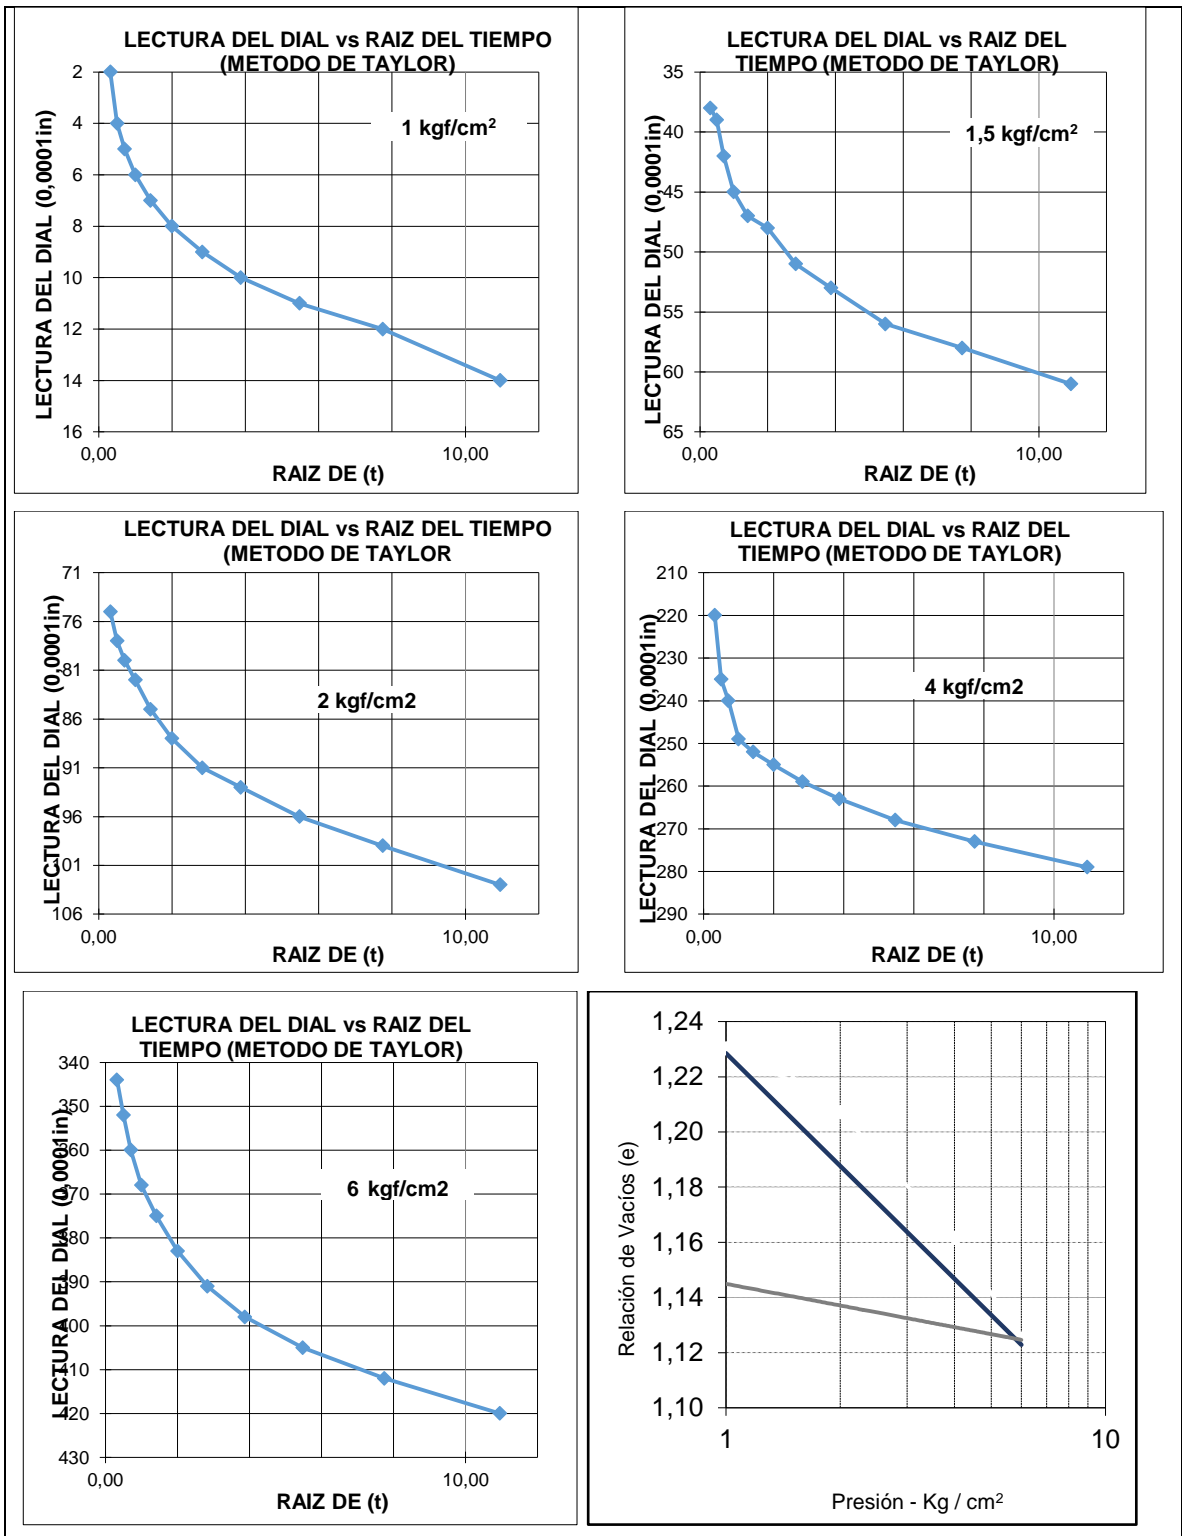 LECTURA DEL DIAL vs RAIZ DEL TIEMPO
(METODO DE TAYLOR)
1 kgf/cm²
LECTURA DEL DIAL (0,0001in)
2
4
6
8
10
12
14
16
0,00
10,00
RAIZ DE (t)
LECTURA DEL DIAL vs RAIZ DEL
TIEMPO (METODO DE TAYLOR)
1,5 kgf/cm²
LECTURA DEL DIAL (0,0001in)
35
40
45
50
55
60
65
0,00
10,00
RAIZ DE (t)
LECTURA DEL DIAL vs RAIZ DEL TIEMPO
(METODO DE TAYLOR
2 kgf/cm2
LECTURA DEL DIAL (0,0001in)
71
76
81
86
91
96
101
106
0,00
10,00
RAIZ DE (t)
LECTURA DEL DIAL vs RAIZ DEL
TIEMPO (METODO DE TAYLOR)
4 kgf/cm2
LECTURA DEL DIAL (0,0001in)
210
220
230
240
250
260
270
280
290
0,00
10,00
RAIZ DE (t)
LECTURA DEL DIAL vs RAIZ DEL
TIEMPO (METODO DE TAYLOR)
6 kgf/cm2
LECTURA DEL DIAL (0,0001in)
340
350
360
370
380
390
400
410
420
430
0,00
10,00
RAIZ DE (t)
Relación de Vacíos (e)
1,24
1,22
1,20
1,18
1,16
1,14
1,12
1,10
1
10
Presión - Kg / cm²